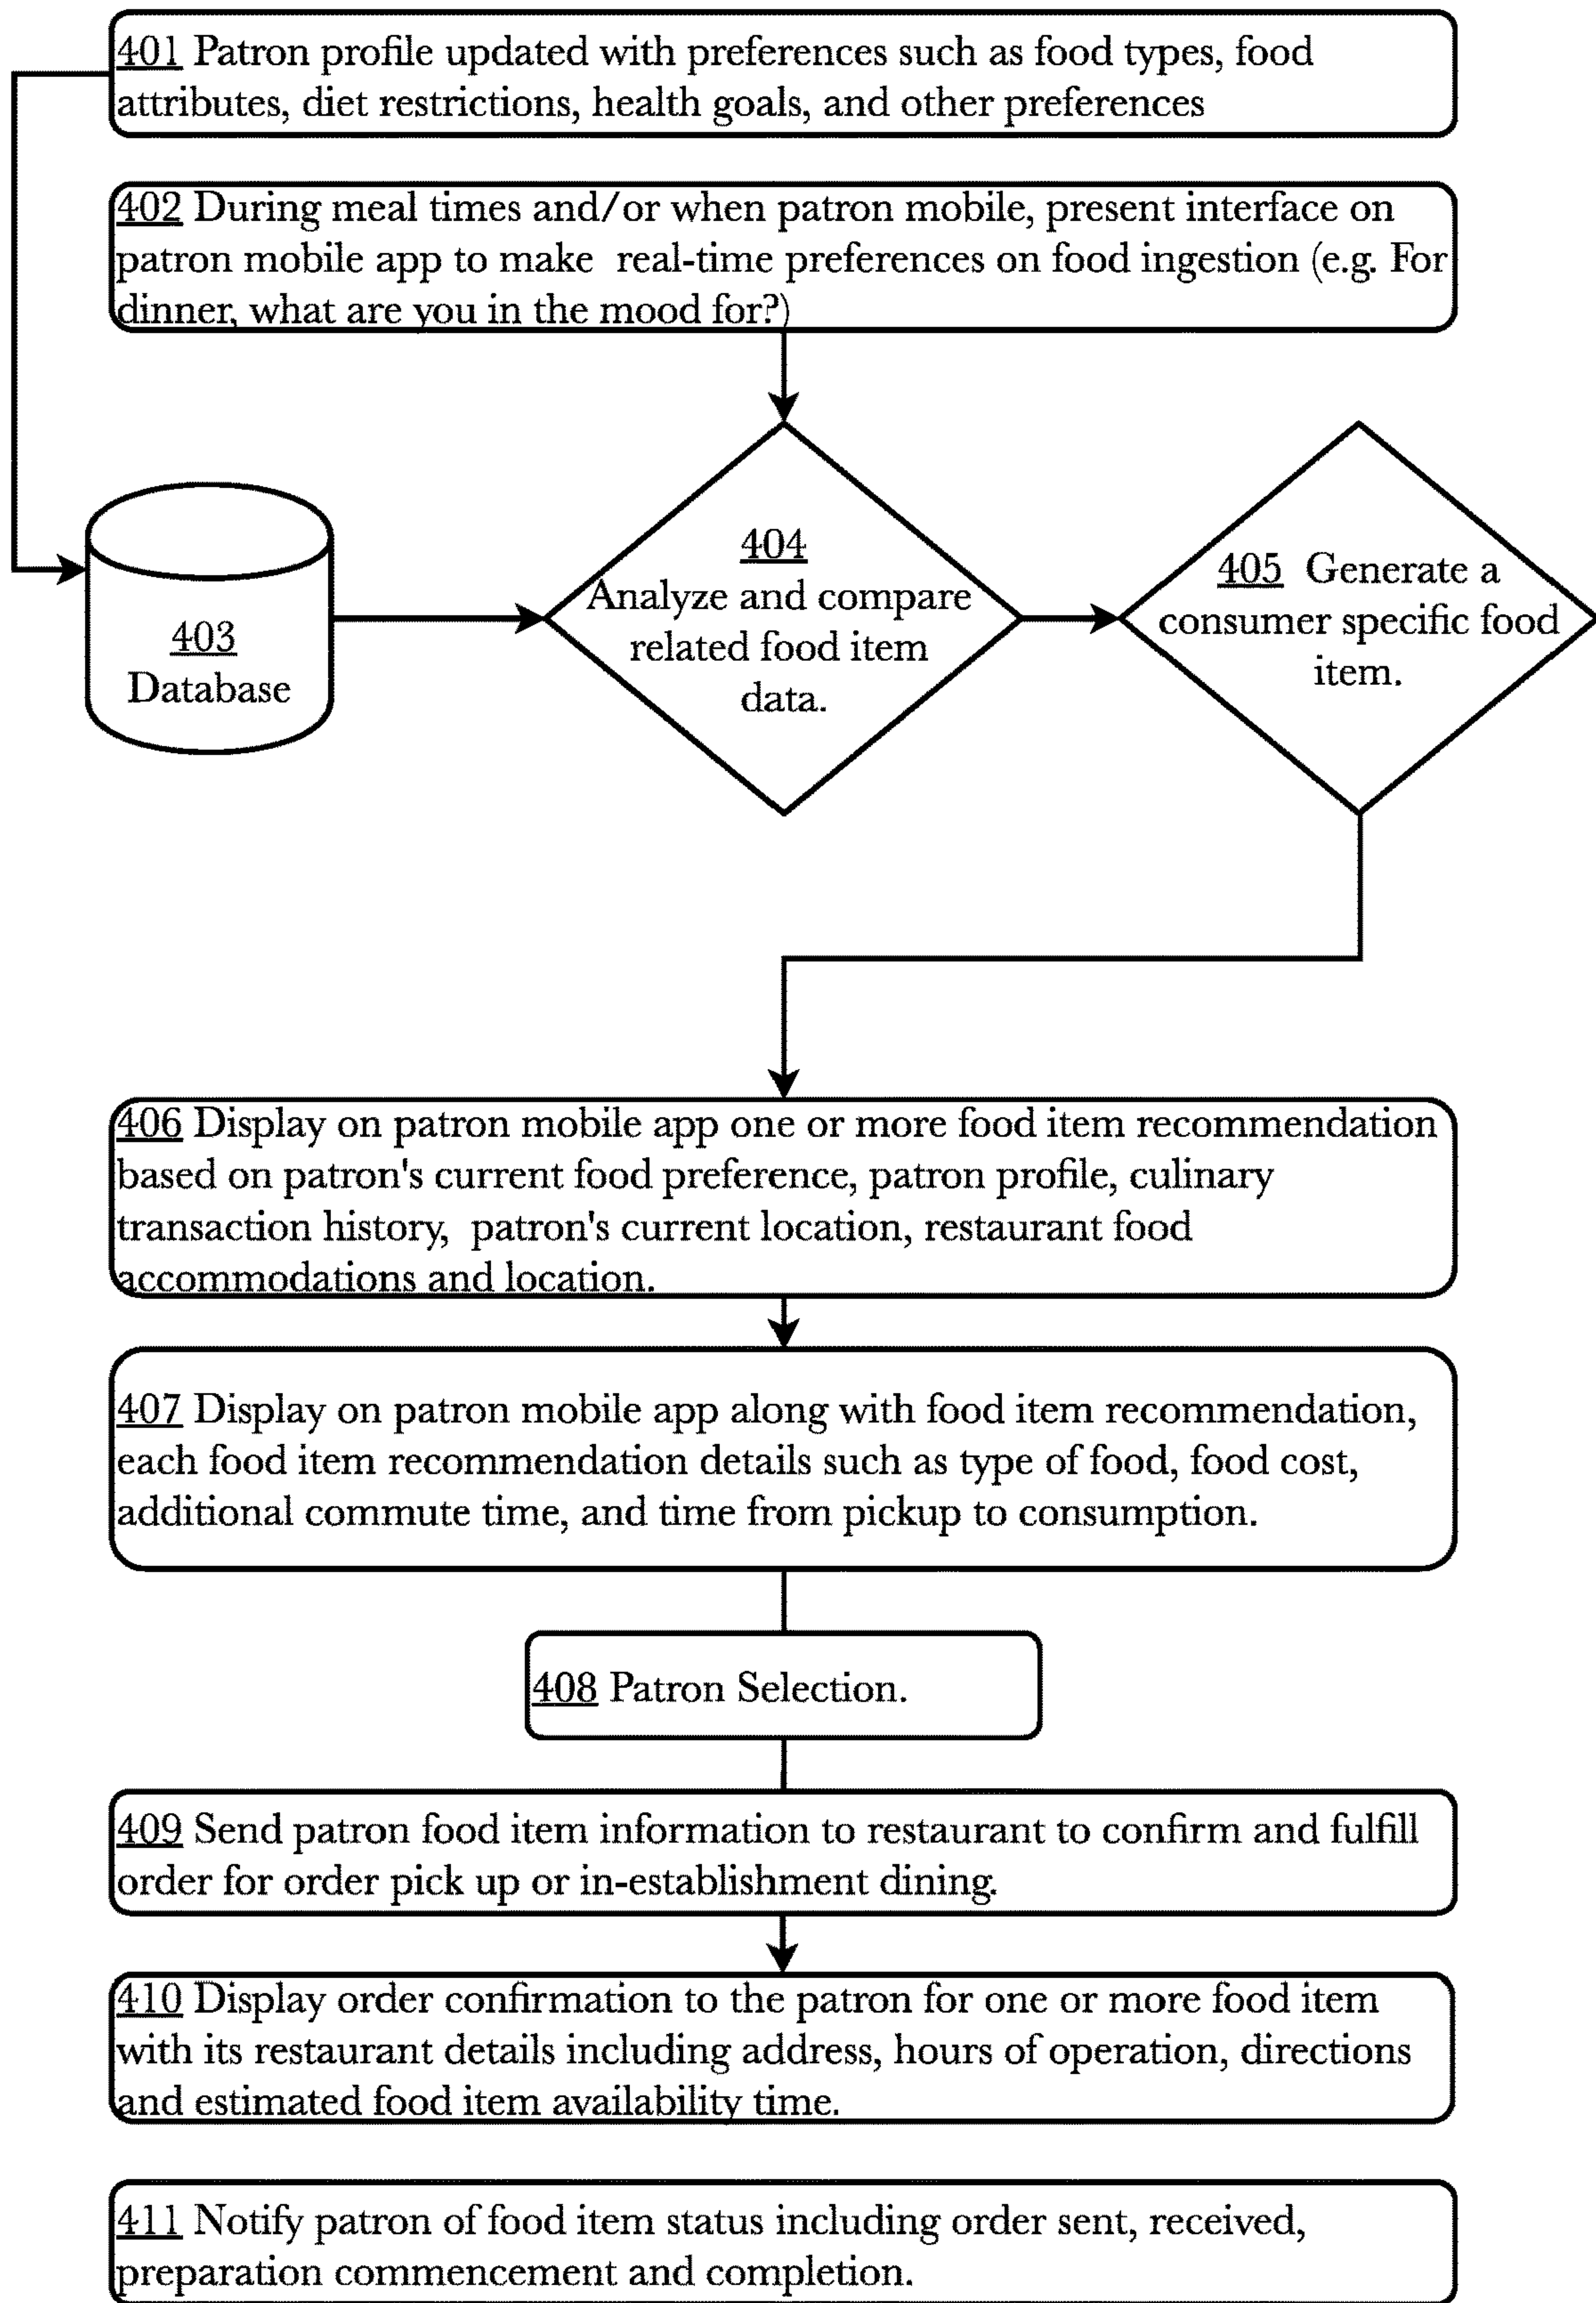 401 Patron profile updated with preferences such as food types, food
attributes, diet restrictions, health goals, and other preferences
402 During meal times and/or when patron mobile, present interface on
patron mobile app to make  real-time preferences on food ingestion (e.g. For
dinner, what are you in the mood for?)
403
Database
404
Analyze and compare
related food item
data.
405  Generate a
consumer specific food
item.
406 Display on patron mobile app one or more food item recommendation
based on patron's current food preference, patron profile, culinary
transaction history,  patron's current location, restaurant food
accommodations and location.
407 Display on patron mobile app along with food item recommendation,
each food item recommendation details such as type of food, food cost,
additional commute time, and time from pickup to consumption.
408 Patron Selection.
409 Send patron food item information to restaurant to confirm and fulfill
order for order pick up or in-establishment dining.
410 Display order confirmation to the patron for one or more food item
with its restaurant details including address, hours of operation, directions
and estimated food item availability time.
411 Notify patron of food item status including order sent, received,
preparation commencement and completion.